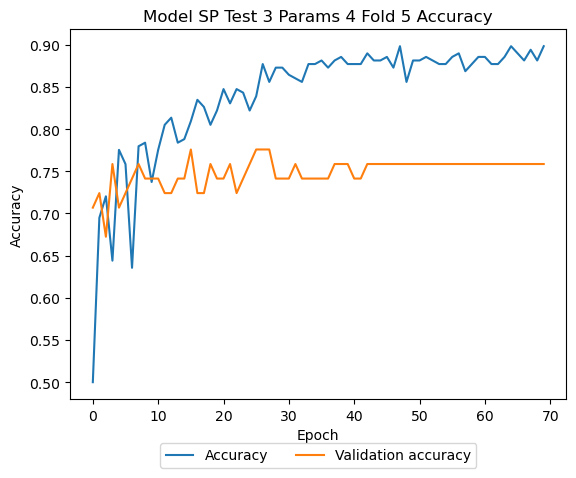 Model SP Test 3 Params 4 Fold 5 Accuracy
0.90
0.85
0.80
0.75
0.70
0.65
0.60
0.55
0.50
Accuracy
0 10 20 30 40 50 60 70
Epoch
Accuracy Validation accuracy